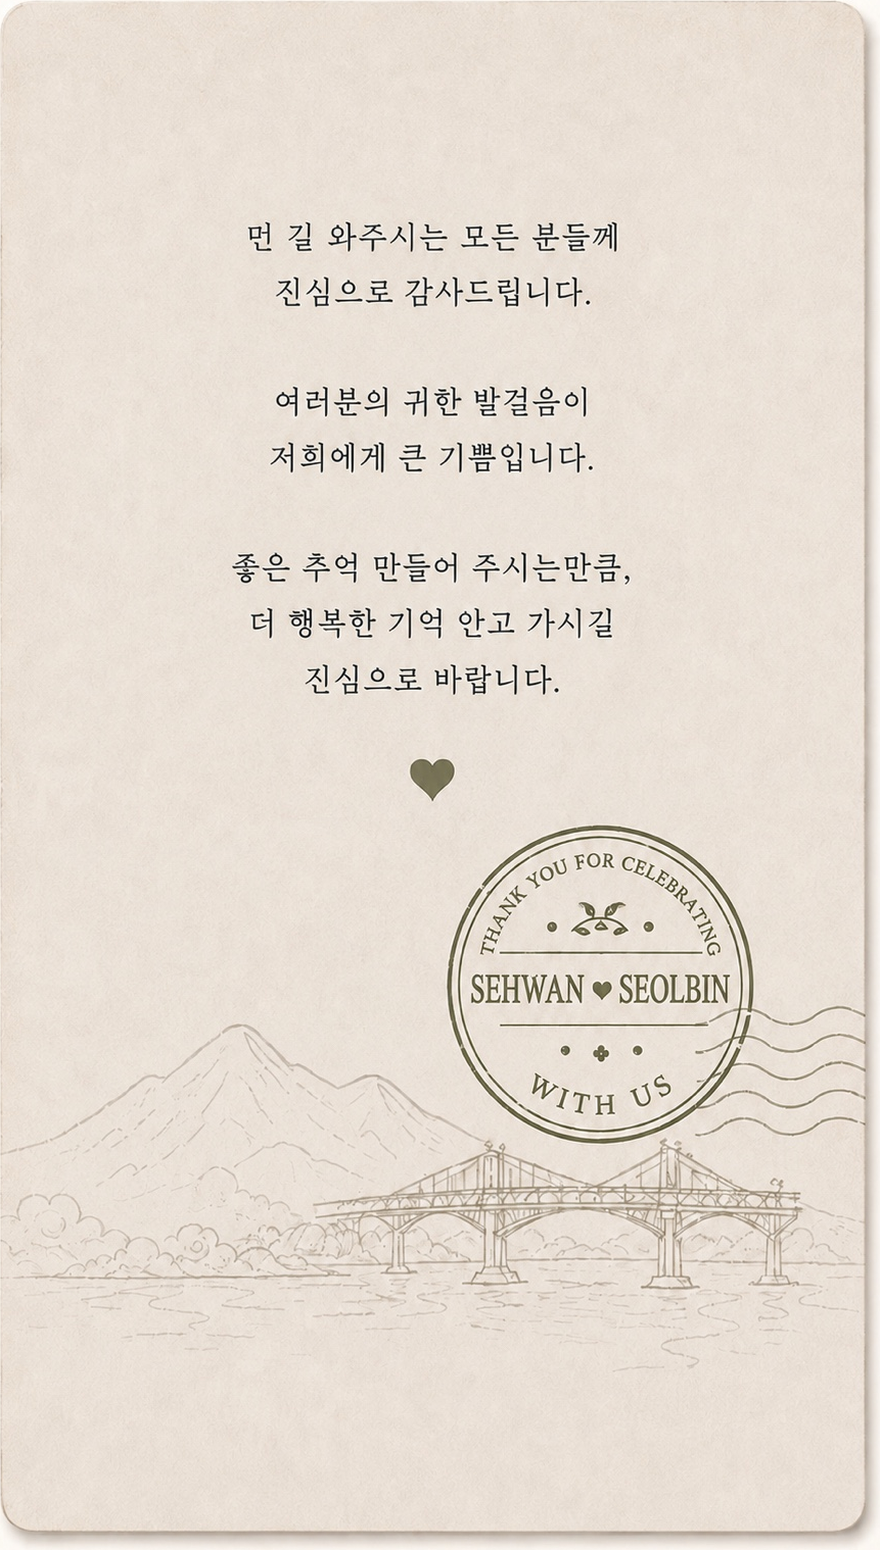 먼 길 와주시는 모든 분들께
진심으로 감사드립니다.
여러분의 귀한 발걸음이
저희에게 큰 기쁨입니다.
좋은 추억 만들어 주시는만큼,
더 행복한 기억 안고 가시길
진심으로 바랍니다.
THANK YOU FOR CELEBRATING
SEHWAN ♥ SEOLBIN
WITH US